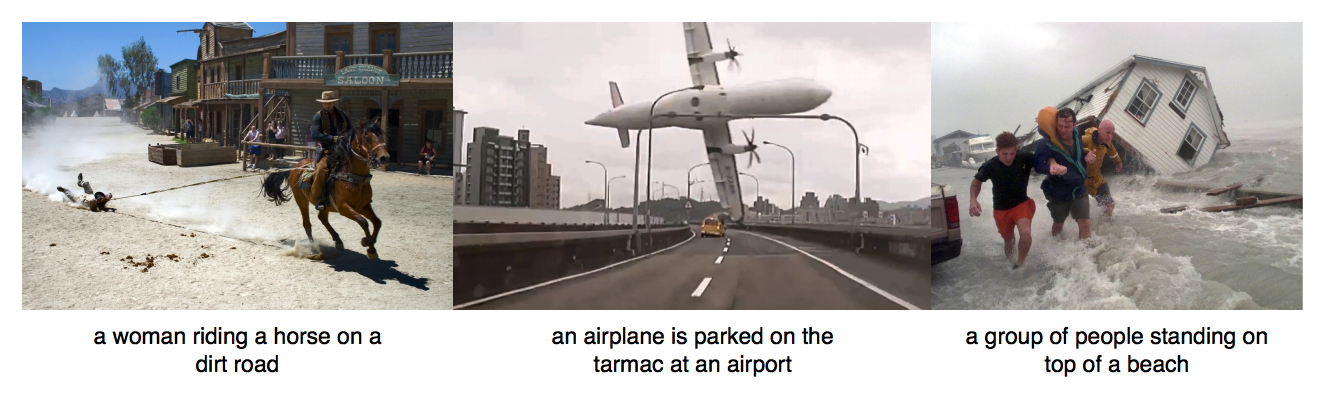 SALOON
a woman riding a horse on a
dirt road
an airplane is parked on the
tarmac at an airport
a group of people standing on
top of a beach